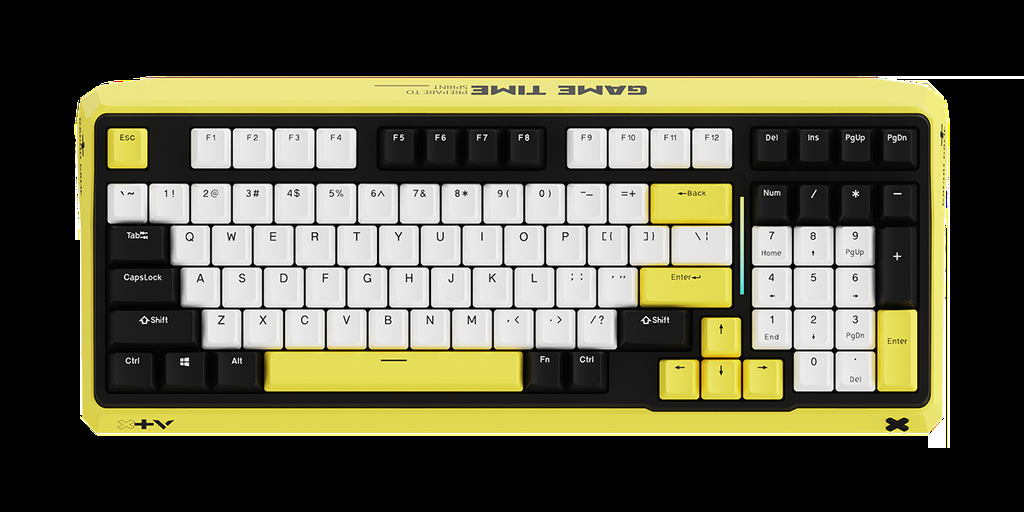 GAME TIME
PREPARE TO
SPRINT
Esc F1 F2 F3 F4 F5 F6 F7 F8 F9 F10 F11 F12 Del Ins PgUp PgDn
`~ 1! 2@ 3# 4$ 5% 6^ 7& 8* 9( 0) -_ =+ ←Back Num / * −
Tab Q W E R T Y U I O P [{ ]} \| 7 Home 8 ↑ 9 PgUp +
CapsLock A S D F G H J K L ;: '" Enter↵ 4 ← 5 6 →
Shift Z X C V B N M ,< .> /? Shift ↑ 1 End 2 ↓ 3 PgDn Enter
Ctrl Alt Fn Ctrl ← ↓ → 0 . Del